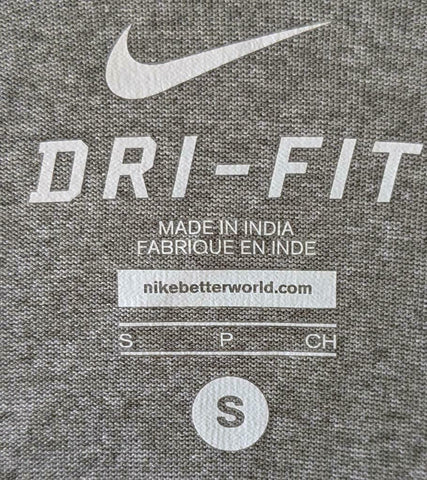 DRI-FIT
MADE IN INDIA
FABRIQUE EN INDE
nikebetterworld.com
S P CH
S